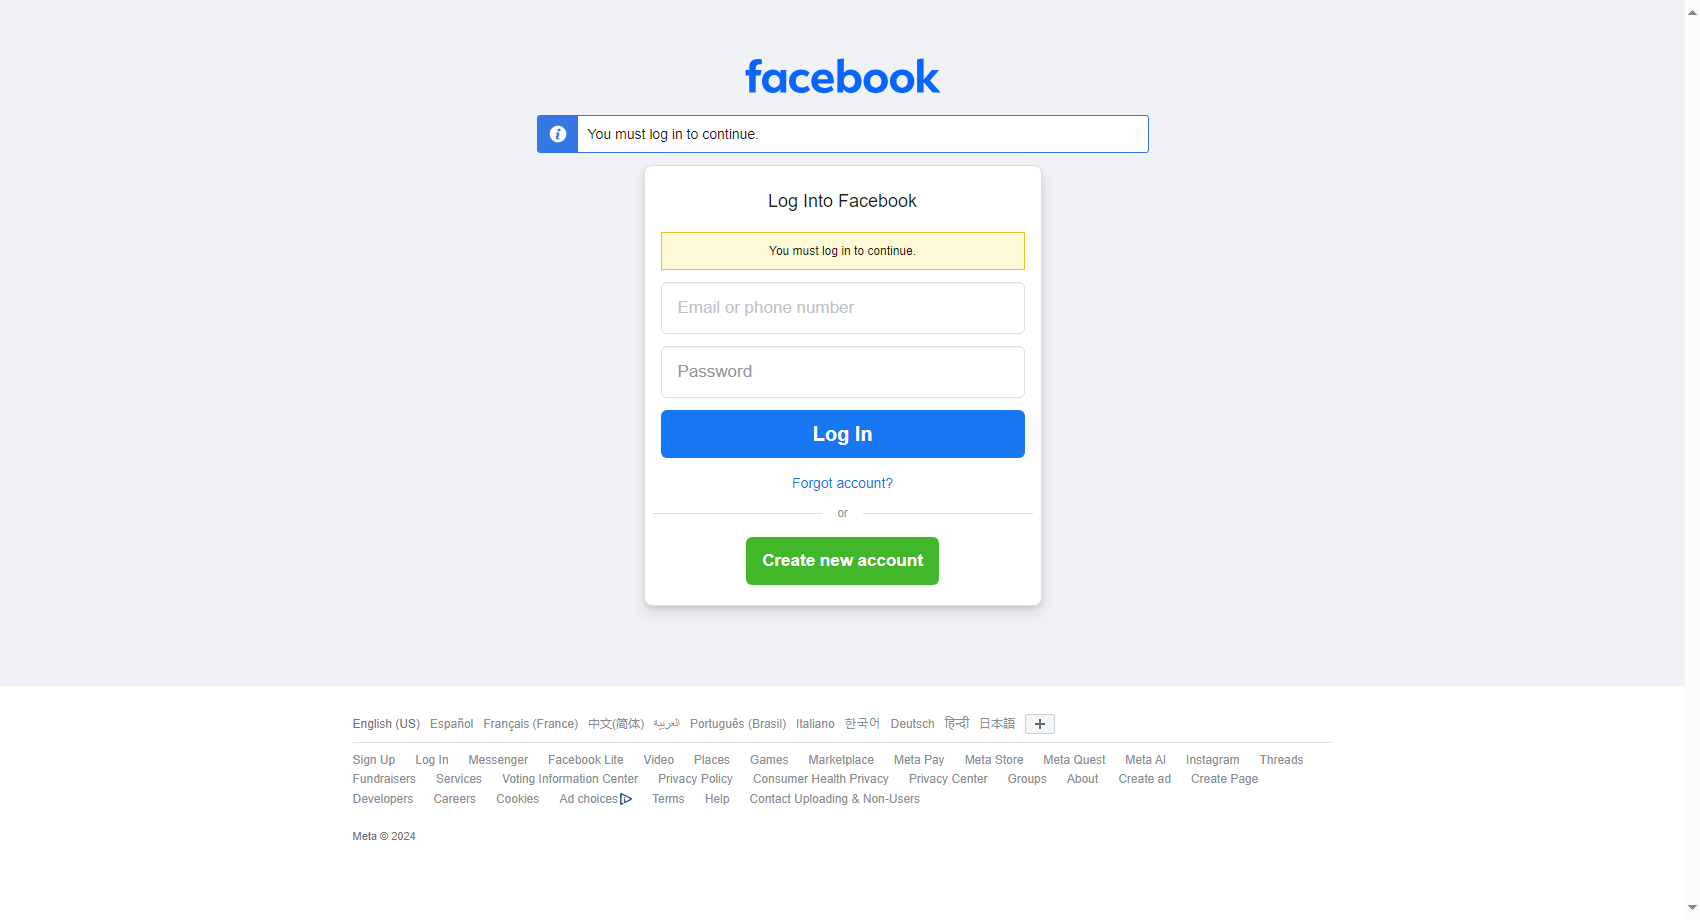 facebook
You must log in to continue.
Log Into Facebook
You must log in to continue.
Email or phone number
Password
Log In
Forgot account?
or
Create new account
English (US) Español Français (France) 中文(简体) العربية Português (Brasil) Italiano 한국어 Deutsch हिन्दी 日本語
Sign Up Log In Messenger Facebook Lite Video Places Games Marketplace Meta Pay Meta Store Meta Quest Meta AI Instagram Threads
Fundraisers Services Voting Information Center Privacy Policy Consumer Health Privacy Privacy Center Groups About Create ad Create Page
Developers Careers Cookies Ad choices Terms Help Contact Uploading & Non-Users
Meta © 2024